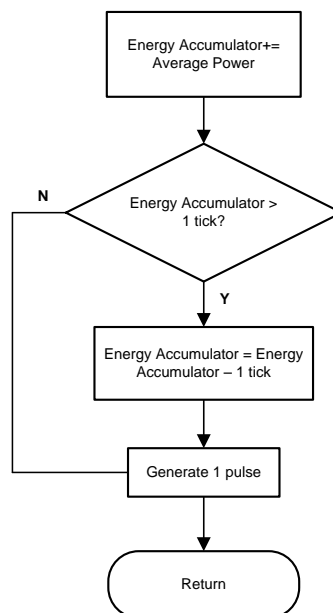 Energy Accumulator+=
Average Power
Energy Accumulator >
1 tick?
N
Y
Energy Accumulator = Energy
Accumulator – 1 tick
Generate 1 pulse
Return